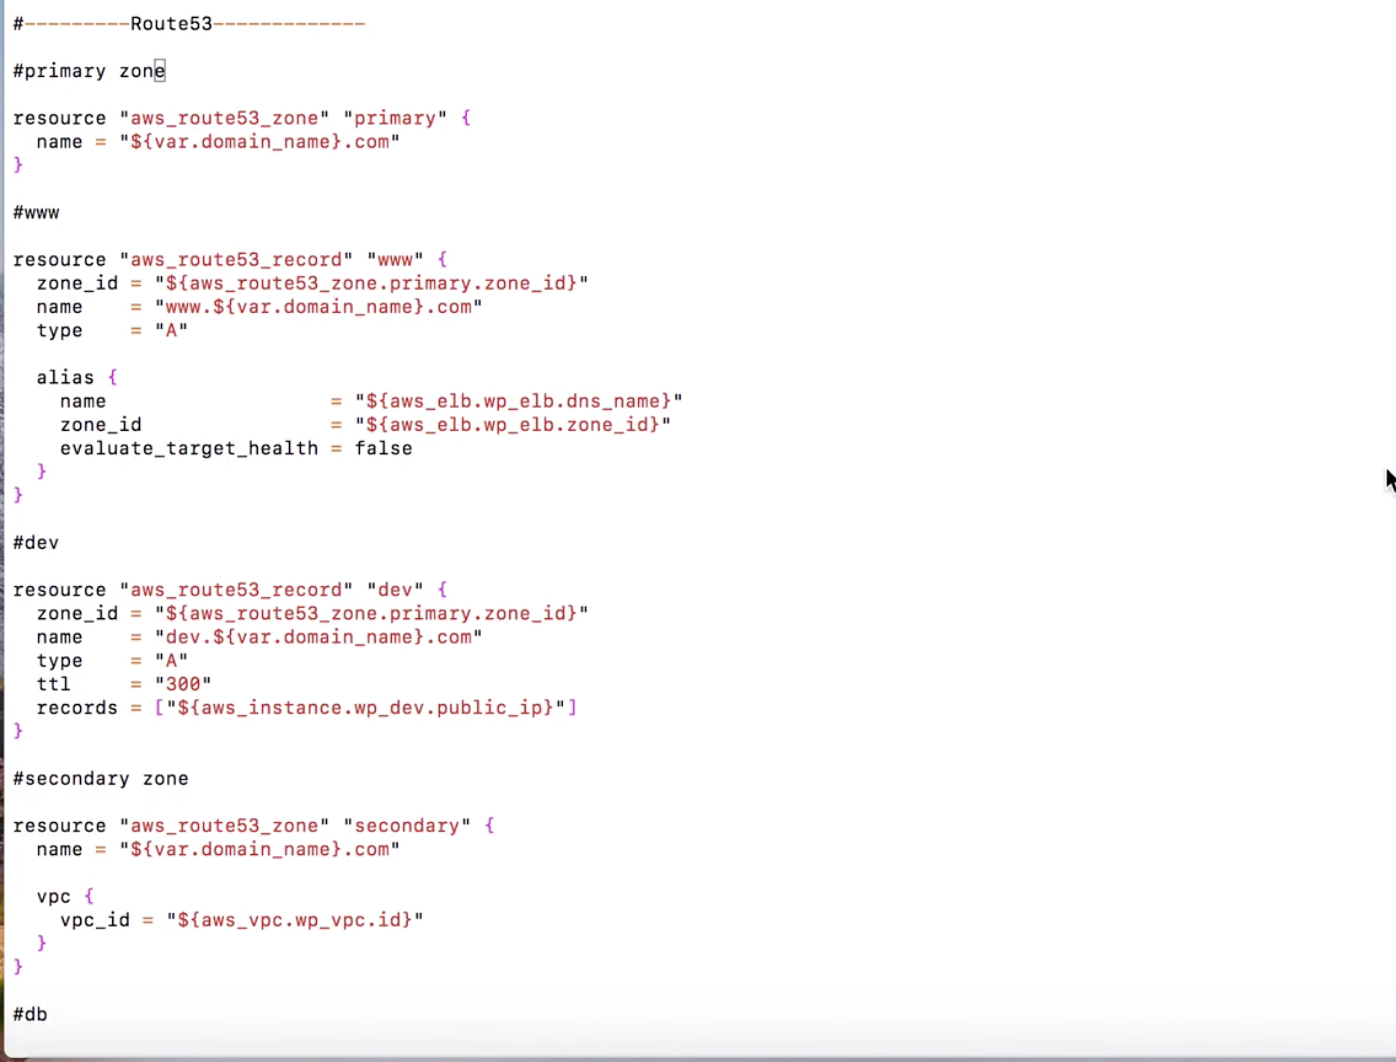 #---------Route53-------------
#primary zone
resource "aws_route53_zone" "primary" {
  name = "${var.domain_name}.com"
}
#www
resource "aws_route53_record" "www" {
  zone_id = "${aws_route53_zone.primary.zone_id}"
  name    = "www.${var.domain_name}.com"
  type    = "A"
  alias {
    name                   = "${aws_elb.wp_elb.dns_name}"
    zone_id                = "${aws_elb.wp_elb.zone_id}"
    evaluate_target_health = false
  }
}
#dev
resource "aws_route53_record" "dev" {
  zone_id = "${aws_route53_zone.primary.zone_id}"
  name    = "dev.${var.domain_name}.com"
  type    = "A"
  ttl     = "300"
  records = ["${aws_instance.wp_dev.public_ip}"]
}
#secondary zone
resource "aws_route53_zone" "secondary" {
  name = "${var.domain_name}.com"
  vpc {
    vpc_id = "${aws_vpc.wp_vpc.id}"
  }
}
#db